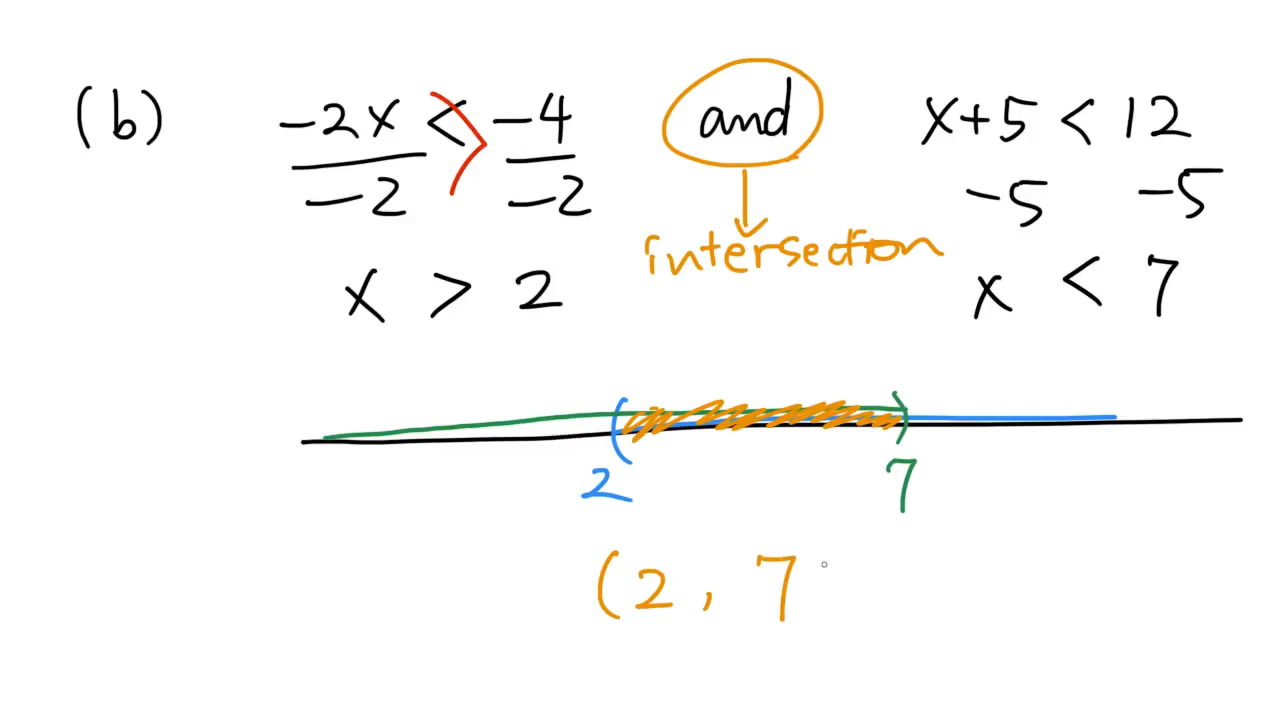 (b) -2x < > -4 and x+5 < 12
-2 -2 -5 -5
intersection
x > 2 x < 7
( )
2 7
(2, 7